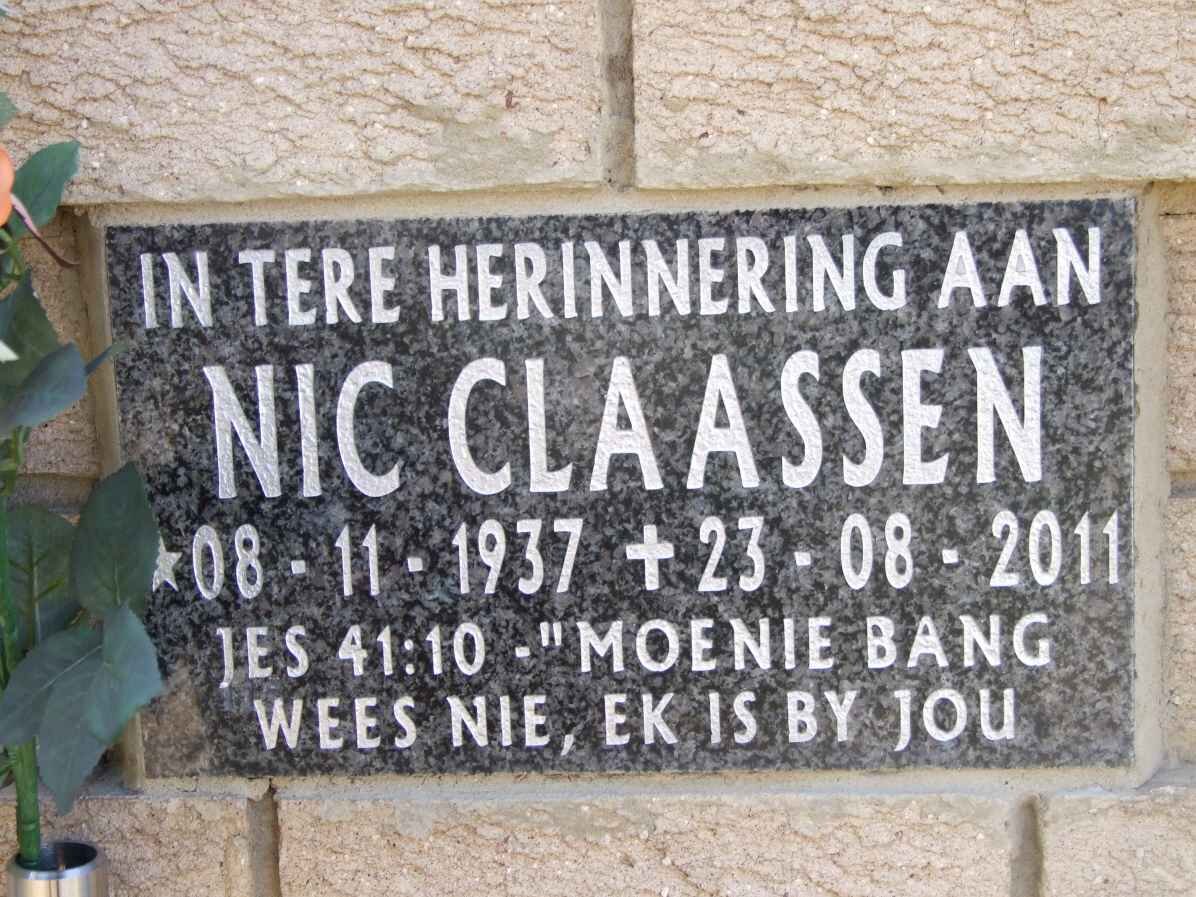 IN TERE HERINNERING AAN
NIC CLAASSEN
★08 - 11 - 1937 ✝ 23 - 08 - 2011
JES 41:10 -"MOENIE BANG
WEES NIE, EK IS BY JOU